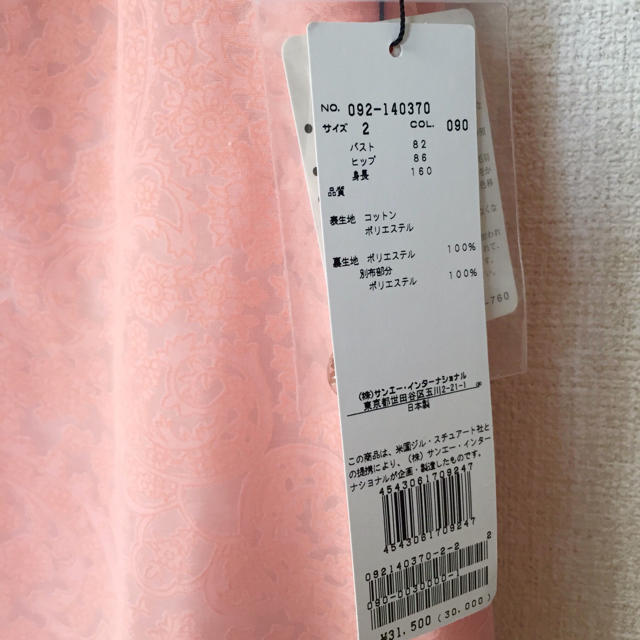 NO. 092-140370
サイズ 2 COL. 090
バスト 82
ヒップ 86
身長 160
品質
表生地 コットン
ポリエステル
裏生地 ポリエステル 100%
別布部分
ポリエステル 100%
(株)サンエー・インターナショナル
東京都世田谷区玉川2-21-1
日本製
この商品は、米国ジル・スチュアート社と
の提携により、(株)サンエー・インター
ナショナルが企画・製造したものです。
4543061709247
4543061709247
092140370-2-2 2
090-0030000-1
¥31,500 (30,000)
-760